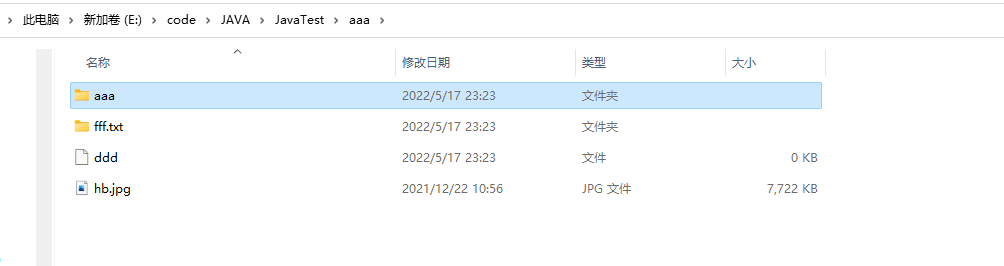 此电脑 新加卷 (E:) code JAVA JavaTest aaa
名称 修改日期 类型 大小
aaa 2022/5/17 23:23 文件夹
fff.txt 2022/5/17 23:23 文件夹
ddd 2022/5/17 23:23 文件 0 KB
hb.jpg 2021/12/22 10:56 JPG 文件 7,722 KB